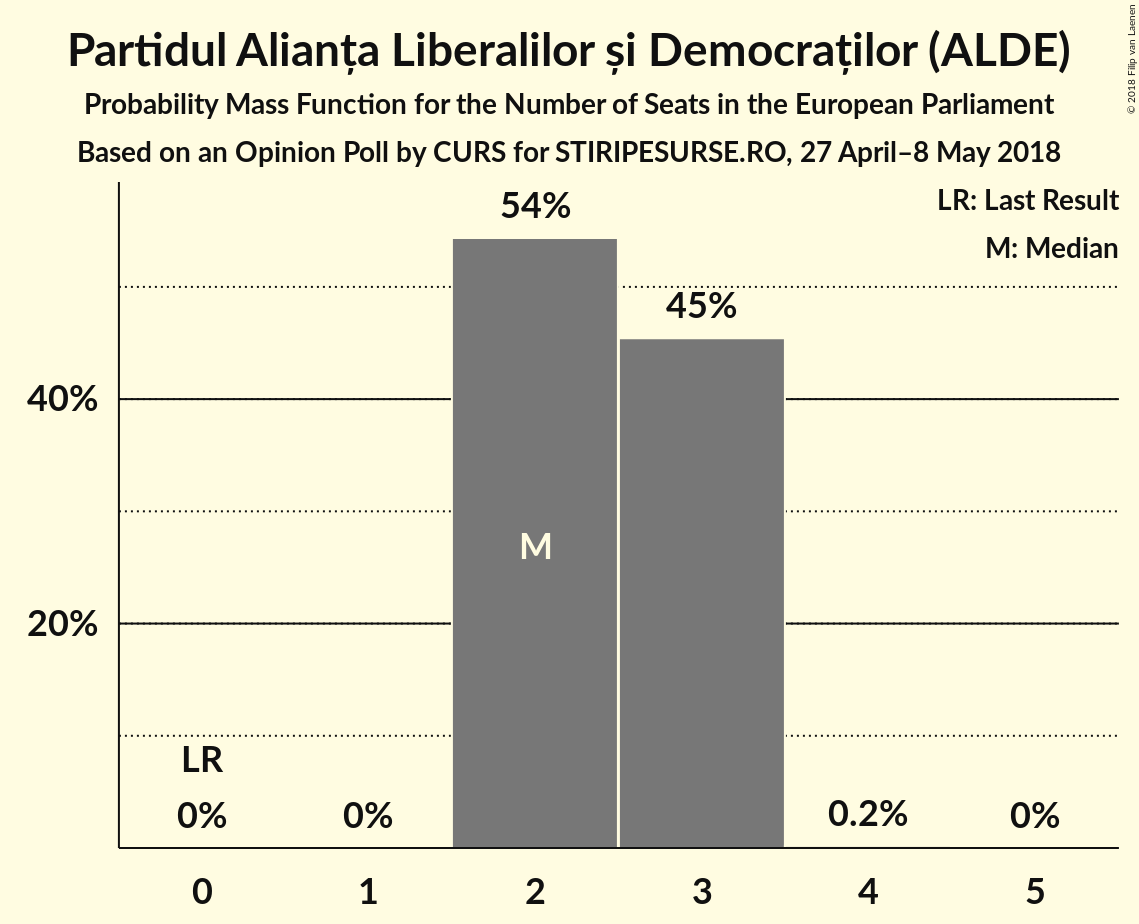 Partidul Alianța Liberalilor și Democraților (ALDE)
Probability Mass Function for the Number of Seats in the European Parliament
Based on an Opinion Poll by CURS for STIRIPESURSE.RO, 27 April–8 May 2018
© 2018 Filip van Laenen
LR: Last Result
M: Median
54%
45%
40%
M
20%
LR
0%
0%
0.2%
0%
0
1
2
3
4
5